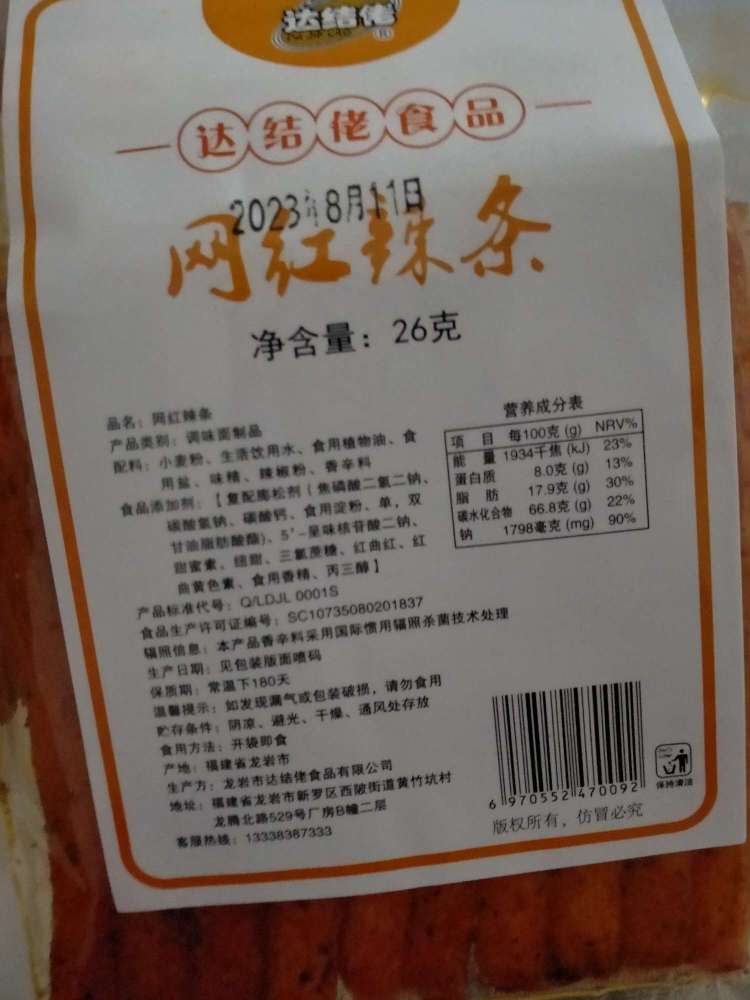 达结佬
达结佬食品
2023年8月11日
网红辣条
净含量：26克
品名：网红辣条
产品类别：调味面制品
配料：小麦粉、生活饮用水、食用植物油、食
用盐、味精、辣椒粉、香辛料
食品添加剂：【复配膨松剂（焦磷酸二氢二钠、
碳酸氢钠、碳酸钙、食用淀粉、单，双
甘油脂肪酸酯）、5'-呈味核苷酸二钠、
甜蜜素、纽甜、三氯蔗糖、红曲红、红
曲黄色素、食用香精、丙三醇】
产品标准代号：Q/LDJL 0001S
食品生产许可证编号：SC10735080201837
辐照信息：本产品香辛料采用国际惯用辐照杀菌技术处理
生产日期：见包装版面喷码
保质期：常温下180天
温馨提示：如发现漏气或包装破损，请勿食用
贮存条件：阴凉、避光、干燥、通风处存放
食用方法：开袋即食
产地：福建省龙岩市
生产方：龙岩市达结佬食品有限公司
地址：福建省龙岩市新罗区西陂街道黄竹坑村
龙腾北路529号厂房B幢二层
客服热线：13338387333
营养成分表
项 目 每100克 (g) NRV%
能 量 1934千焦 (kJ) 23%
蛋白质 8.0克 (g) 13%
脂 肪 17.9克 (g) 30%
碳水化合物 66.8克 (g) 22%
钠 1798毫克 (mg) 90%
6 970552 470092
保持清洁
版权所有，仿冒必究